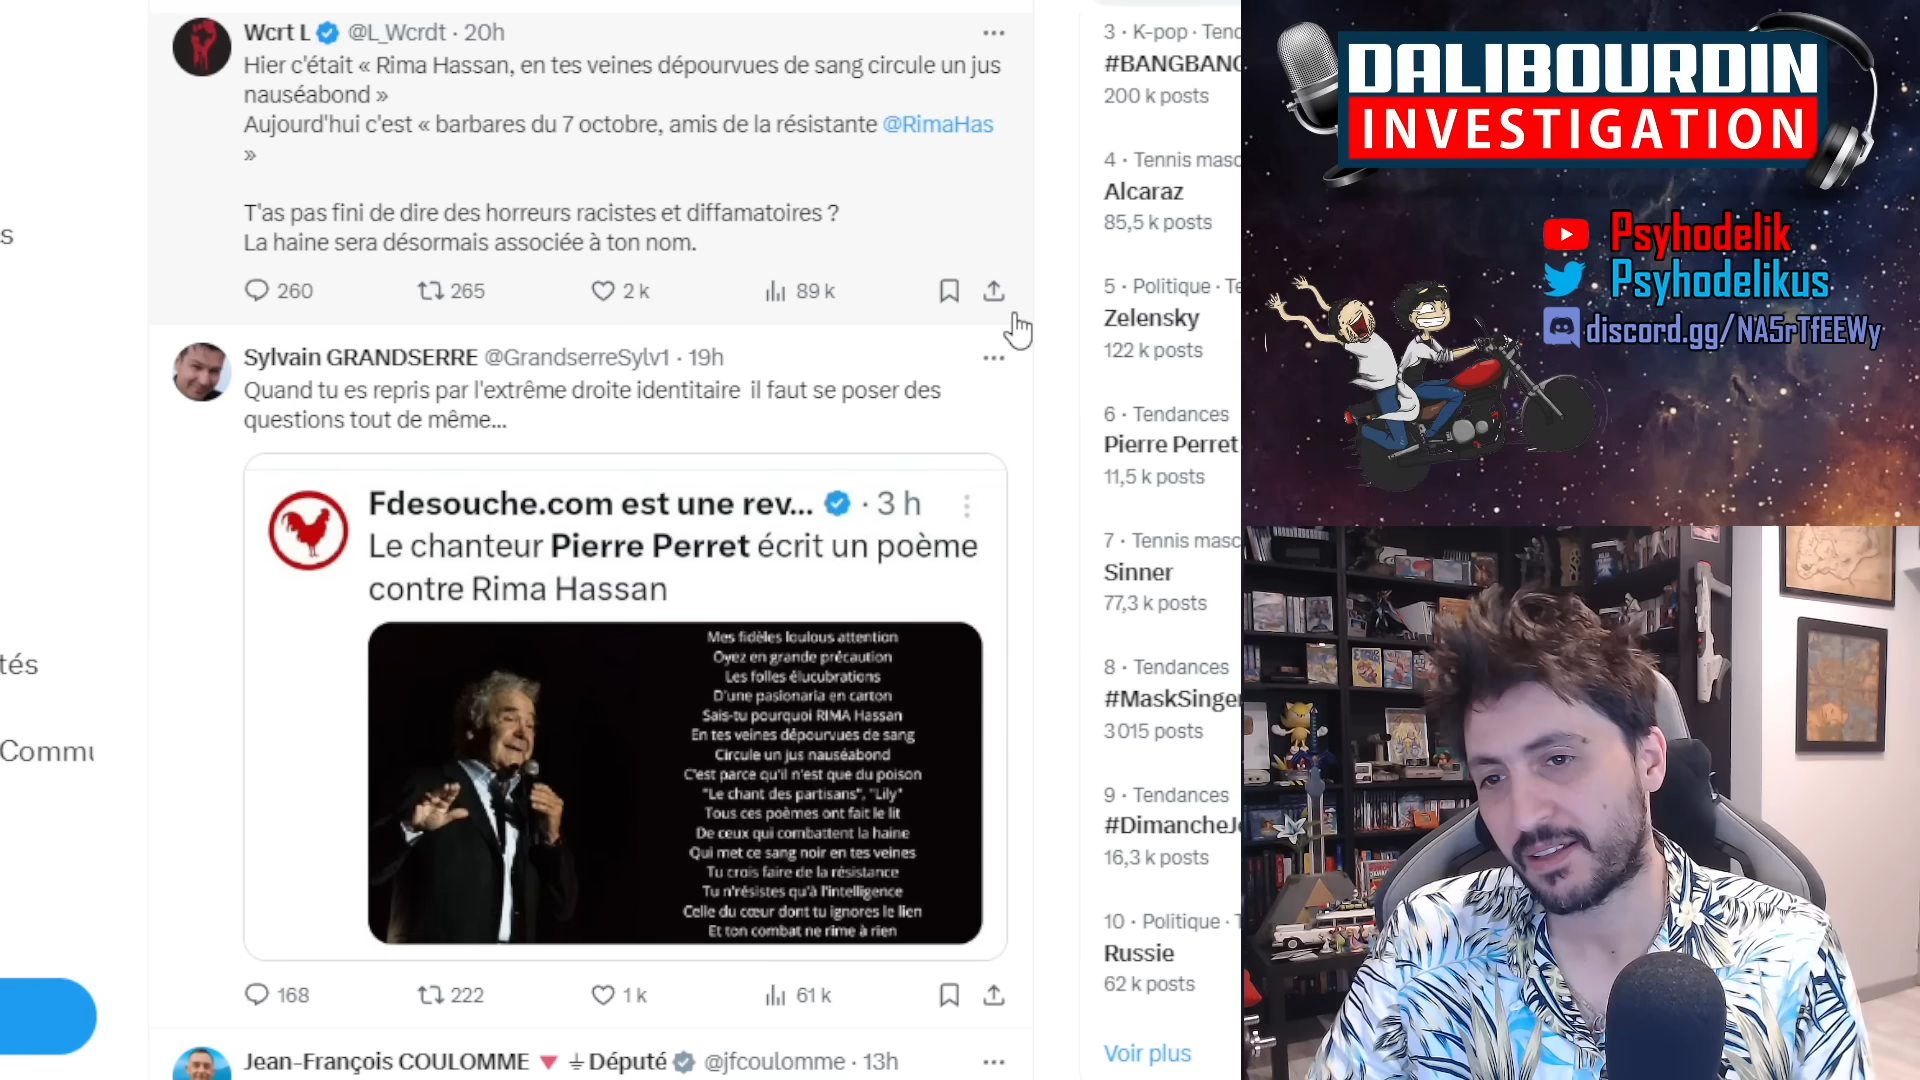 Wcrt L @L_Wcrdt · 20h
Hier c'était « Rima Hassan, en tes veines dépourvues de sang circule un jus
nauséabond »
Aujourd'hui c'est « barbares du 7 octobre, amis de la résistante @RimaHas
»
T'as pas fini de dire des horreurs racistes et diffamatoires ?
La haine sera désormais associée à ton nom.
260 265 2 k 89 k
Sylvain GRANDSERRE @GrandserreSylv1 · 19h
Quand tu es repris par l'extrême droite identitaire il faut se poser des
questions tout de même...
Fdesouche.com est une rev... · 3 h
Le chanteur Pierre Perret écrit un poème
contre Rima Hassan
Mes fidèles loulous attention
Oyez en grande précaution
Les folles élucubrations
D'une pasionaria en carton
Sais-tu pourquoi RIMA Hassan
En tes veines dépourvues de sang
Circule un jus nauséabond
C'est parce qu'il n'est que du poison
"Le chant des partisans", "Lily"
Tous ces poèmes ont fait le lit
De ceux qui combattent la haine
Qui met ce sang noir en tes veines
Tu crois faire de la résistance
Tu n'résistes qu'à l'intelligence
Celle du cœur dont tu ignores le lien
Et ton combat ne rime à rien
168 222 1 k 61 k
Jean-François COULOMME Député @jfcoulomme · 13h
s
tés
Commu
3 · K-pop · Tend
#BANGBANG
200 k posts
4 · Tennis masc
Alcaraz
85,5 k posts
5 · Politique · Te
Zelensky
122 k posts
6 · Tendances
Pierre Perret
11,5 k posts
7 · Tennis masc
Sinner
77,3 k posts
8 · Tendances
#MaskSinger
3 015 posts
9 · Tendances
#DimancheJe
16,3 k posts
10 · Politique · T
Russie
62 k posts
Voir plus
DALIBOURDIN
INVESTIGATION
Psyhodelik
Psyhodelikus
discord.gg/NA5rTfEEWy